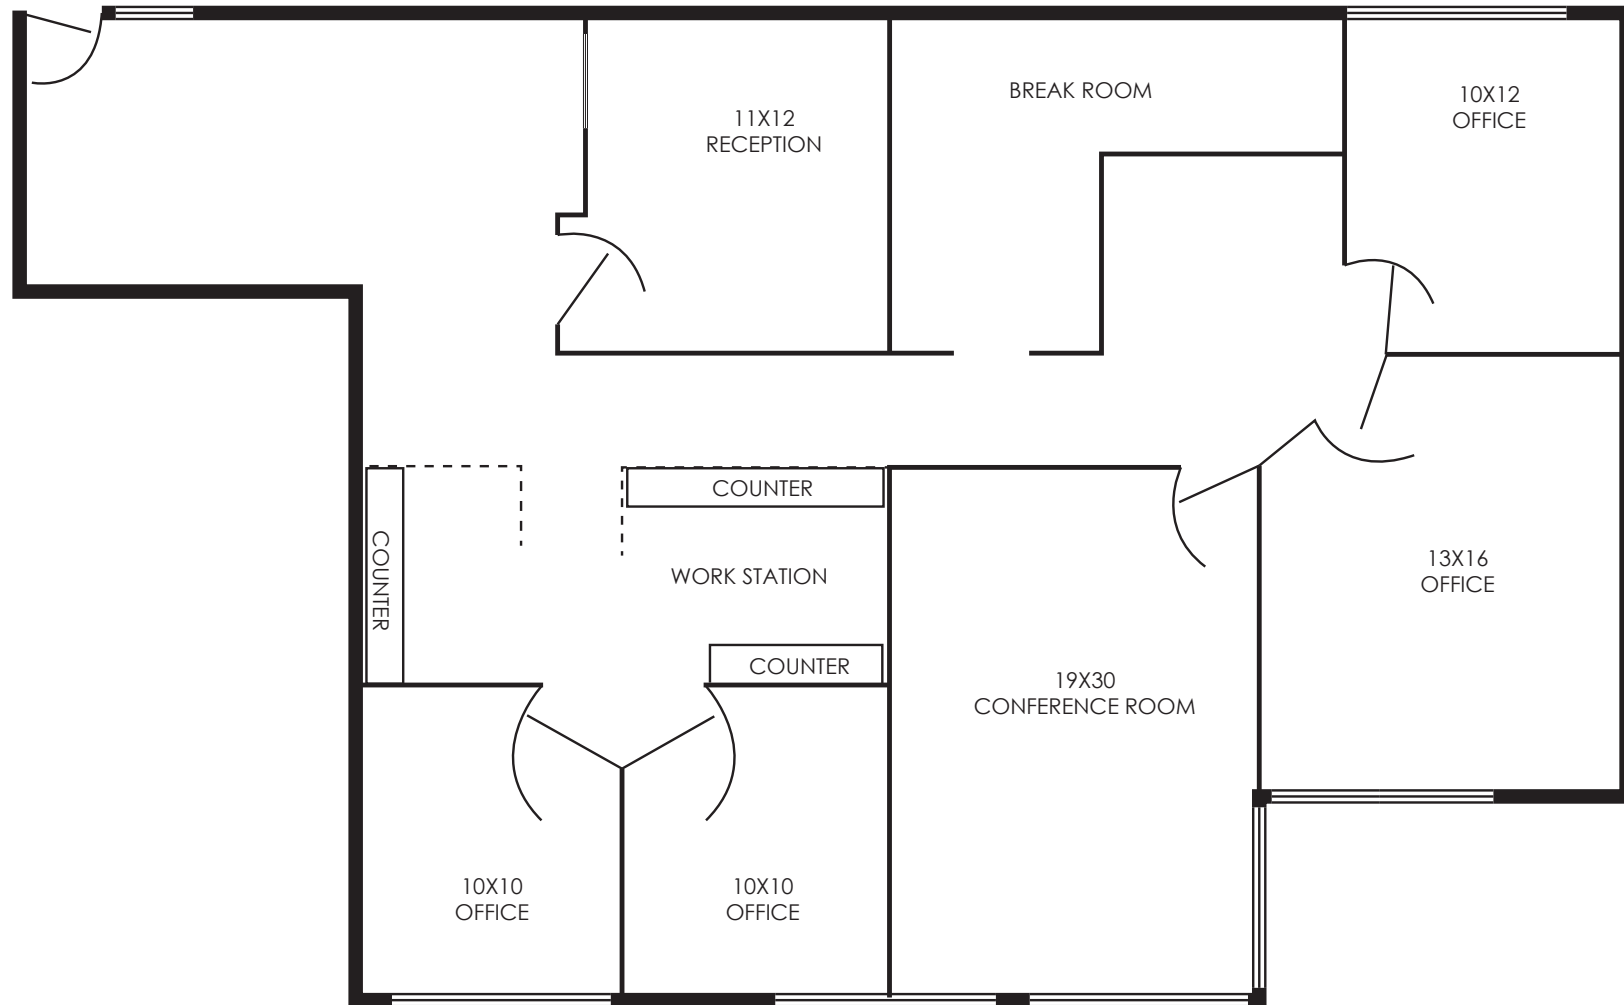 11X12
RECEPTION
BREAK ROOM
10X12
OFFICE
COUNTER
COUNTER
WORK STATION
COUNTER
13X16
OFFICE
19X30
CONFERENCE ROOM
10X10
OFFICE
10X10
OFFICE